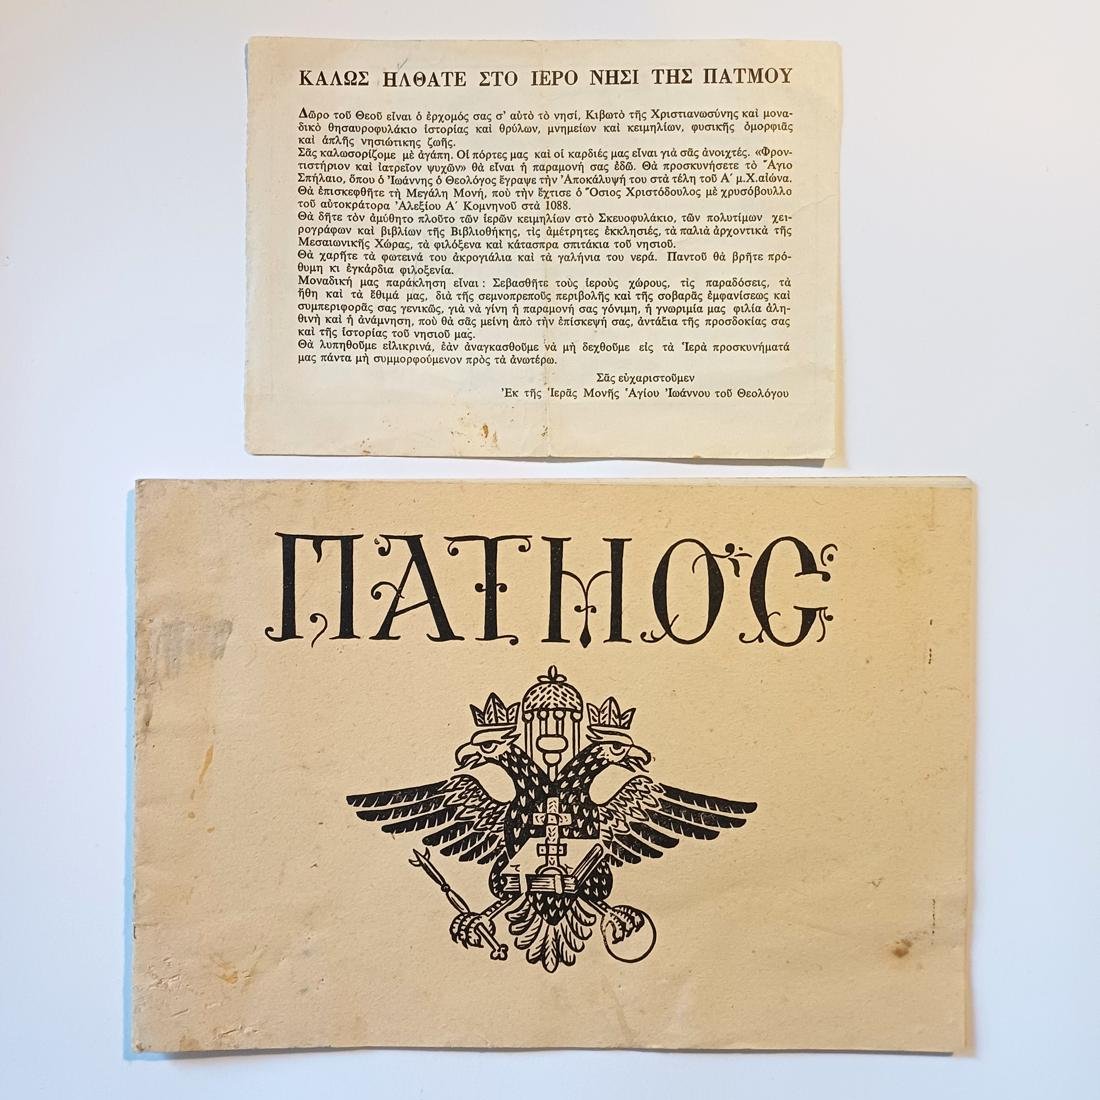 ΚΑΛΩΣ ΗΛΘΑΤΕ ΣΤΟ ΙΕΡΟ ΝΗΣΙ ΤΗΣ ΠΑΤΜΟΥ
Δῶρο τοῦ Θεοῦ εἶναι ὁ ἐρχομός σας σ' αὐτὸ τὸ νησί, Κιβωτὸ τῆς Χριστιανωσύνης καὶ μονα-
δικὸ θησαυροφυλάκιο ἱστορίας καὶ θρύλων, μνημείων καὶ κειμηλίων, φυσικῆς ὀμορφιᾶς
καὶ ἁπλῆς νησιώτικης ζωῆς.
Σᾶς καλωσορίζομε μὲ ἀγάπη. Οἱ πόρτες μας καὶ οἱ καρδιές μας εἶναι γιὰ σᾶς ἀνοιχτές. «Φρον-
τιστήριον καὶ ἰατρεῖον ψυχῶν» θὰ εἶναι ἡ παραμονή σας ἐδῶ. Θὰ προσκυνήσετε τὸ Ἅγιο
Σπήλαιο, ὅπου ὁ Ἰωάννης ὁ Θεολόγος ἔγραψε τὴν Ἀποκάλυψή του στὰ τέλη τοῦ Α΄ μ.Χ.αἰώνα.
Θὰ ἐπισκεφθῆτε τὴ Μεγάλη Μονή, ποὺ τὴν ἔχτισε ὁ Ὅσιος Χριστόδουλος μὲ χρυσόβουλλο
τοῦ αὐτοκράτορα Ἀλεξίου Α΄ Κομνηνοῦ στὰ 1088.
Θὰ δῆτε τὸν ἀμύθητο πλοῦτο τῶν ἱερῶν κειμηλίων στὸ Σκευοφυλάκιο, τῶν πολυτίμων χει-
ρογράφων καὶ βιβλίων τῆς Βιβλιοθήκης, τὶς ἀμέτρητες ἐκκλησιές, τὰ παλιὰ ἀρχοντικὰ τῆς
Μεσαιωνικῆς Χώρας, τὰ φιλόξενα καὶ κάτασπρα σπιτάκια τοῦ νησιοῦ.
Θὰ χαρῆτε τὰ φωτεινά του ἀκρογιάλια καὶ τὰ γαλήνια του νερά. Παντοῦ θὰ βρῆτε πρό-
θυμη κι ἐγκάρδια φιλοξενία.
Μοναδική μας παράκληση εἶναι : Σεβασθῆτε τοὺς ἱεροὺς χώρους, τὶς παραδόσεις, τὰ
ἤθη καὶ τὰ ἔθιμά μας, διὰ τῆς σεμνοπρεποῦς περιβολῆς καὶ τῆς σοβαρᾶς ἐμφανίσεως καὶ
συμπεριφορᾶς σας γενικῶς, γιὰ νὰ γίνη ἡ παραμονή σας γόνιμη, ἡ γνωριμία μας φιλία ἀλη-
θινὴ καὶ ἡ ἀνάμνηση, ποὺ θὰ σᾶς μείνη ἀπὸ τὴν ἐπίσκεψή σας, ἀντάξια τῆς προσδοκίας σας
καὶ τῆς ἱστορίας τοῦ νησιοῦ μας.
Θὰ λυπηθοῦμε εἰλικρινά, ἐὰν ἀναγκασθοῦμε νὰ μὴ δεχθοῦμε εἰς τὰ Ἱερὰ προσκυνήματά
μας πάντα μὴ συμμορφούμενον πρὸς τὰ ἀνωτέρω.
Σᾶς εὐχαριστοῦμεν
Ἐκ τῆς Ἱερᾶς Μονῆς Ἁγίου Ἰωάννου τοῦ Θεολόγου
ΠΑΤΜΟC